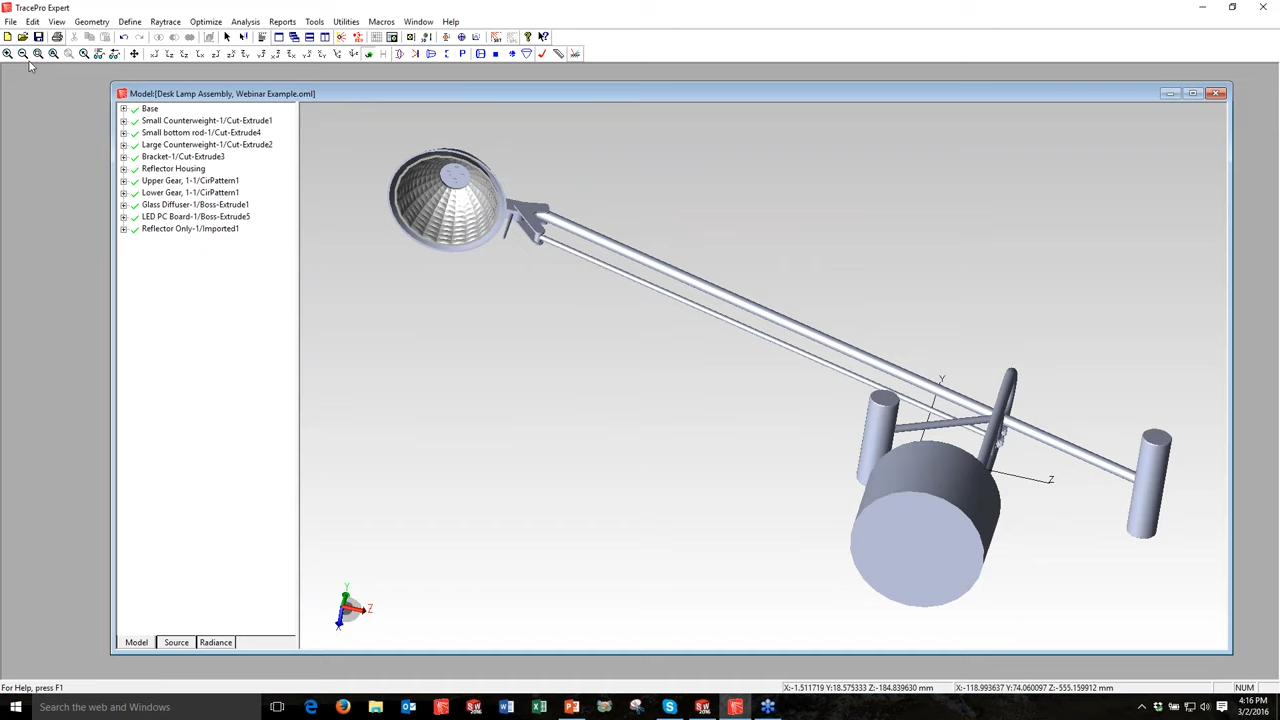 TracePro Expert
File Edit View Geometry Define Raytrace Optimize Analysis Reports Tools Utilities Macros Window Help
Model:[Desk Lamp Assembly, Webinar Example.oml]
Base
Small Counterweight-1/Cut-Extrude1
Small bottom rod-1/Cut-Extrude4
Large Counterweight-1/Cut-Extrude2
Bracket-1/Cut-Extrude3
Reflector Housing
Upper Gear, 1-1/CirPattern1
Lower Gear, 1-1/CirPattern1
Glass Diffuser-1/Boss-Extrude1
LED PC Board-1/Boss-Extrude5
Reflector Only-1/Imported1
Y
Z
Y
Z
X
Model Source Radiance
For Help, press F1
X:-1.511719 Y:18.575333 Z:-184.839630 mm
X:-118.993637 Y:74.060097 Z:-555.159912 mm
NUM
Search the web and Windows
4:16 PM
3/2/2016